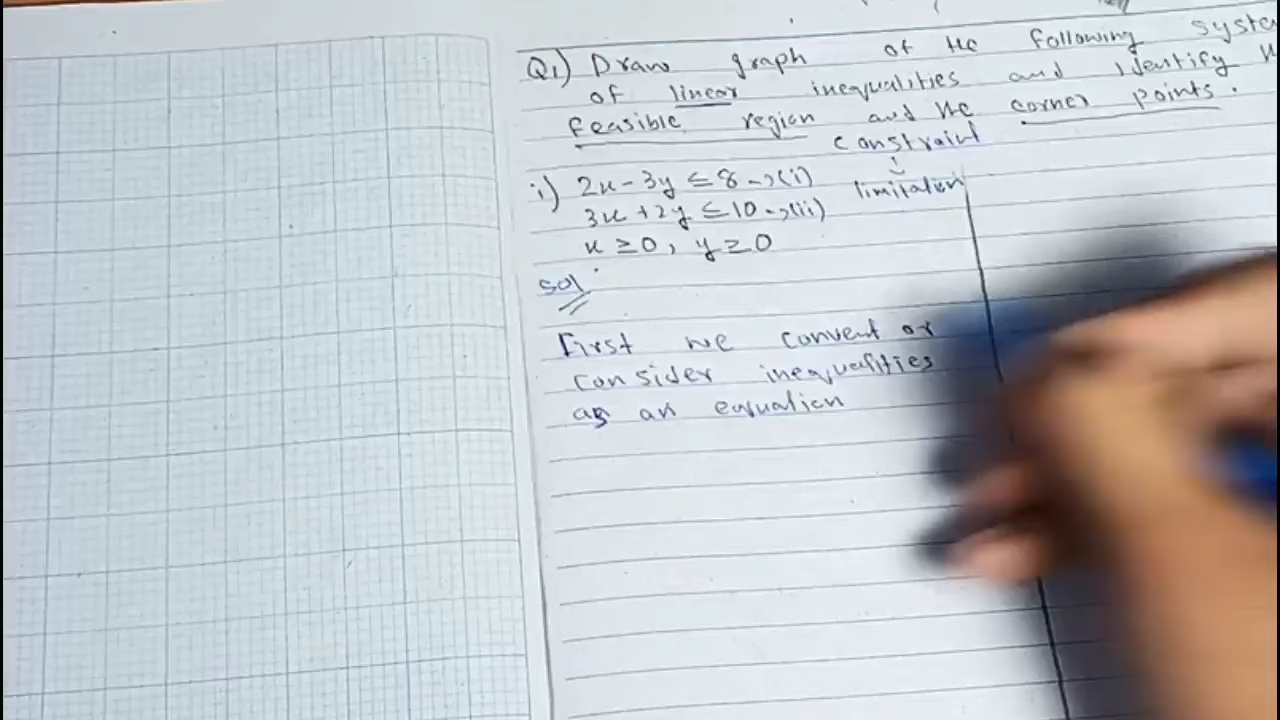 Q1) Draw graph of the following syste
of linear inequalities and identify
feasible region and the corner points.
constraint
i) 2x - 3y ≤ 8 → (i)
limitation
3x + 2y ≤ 10 → (ii)
x ≥ 0, y ≥ 0
Sol
First we convert or
consider inequalities
as an equation